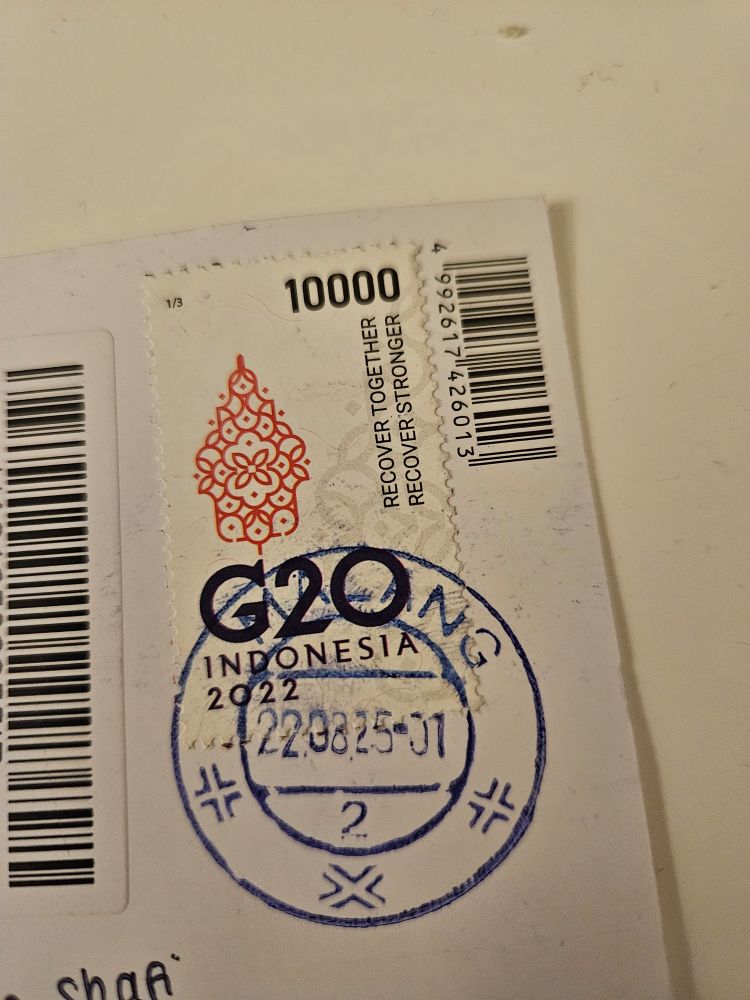 1/3
10000
RECOVER TOGETHER
RECOVER STRONGER
4 992617 426013
G20
INDONESIA
2022
22.08.25-01
2